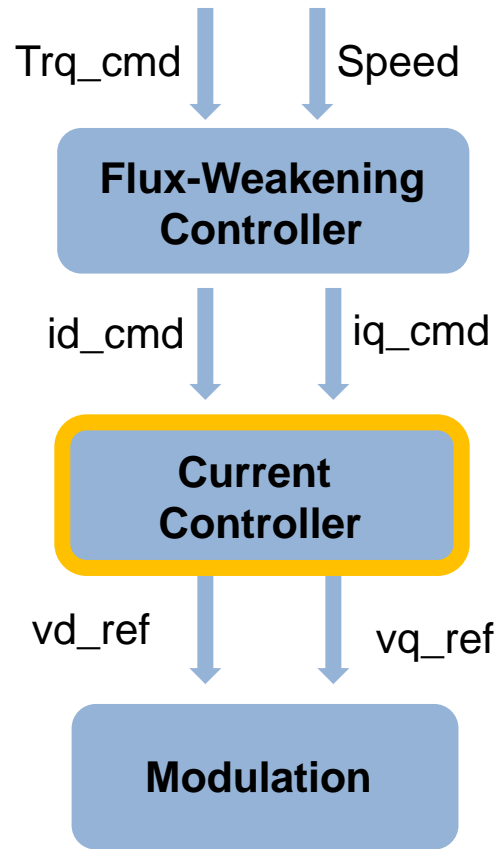 Trq_cmd
Speed
Flux-Weakening
Controller
id_cmd
iq_cmd
Current
Controller
vd_ref
vq_ref
Modulation